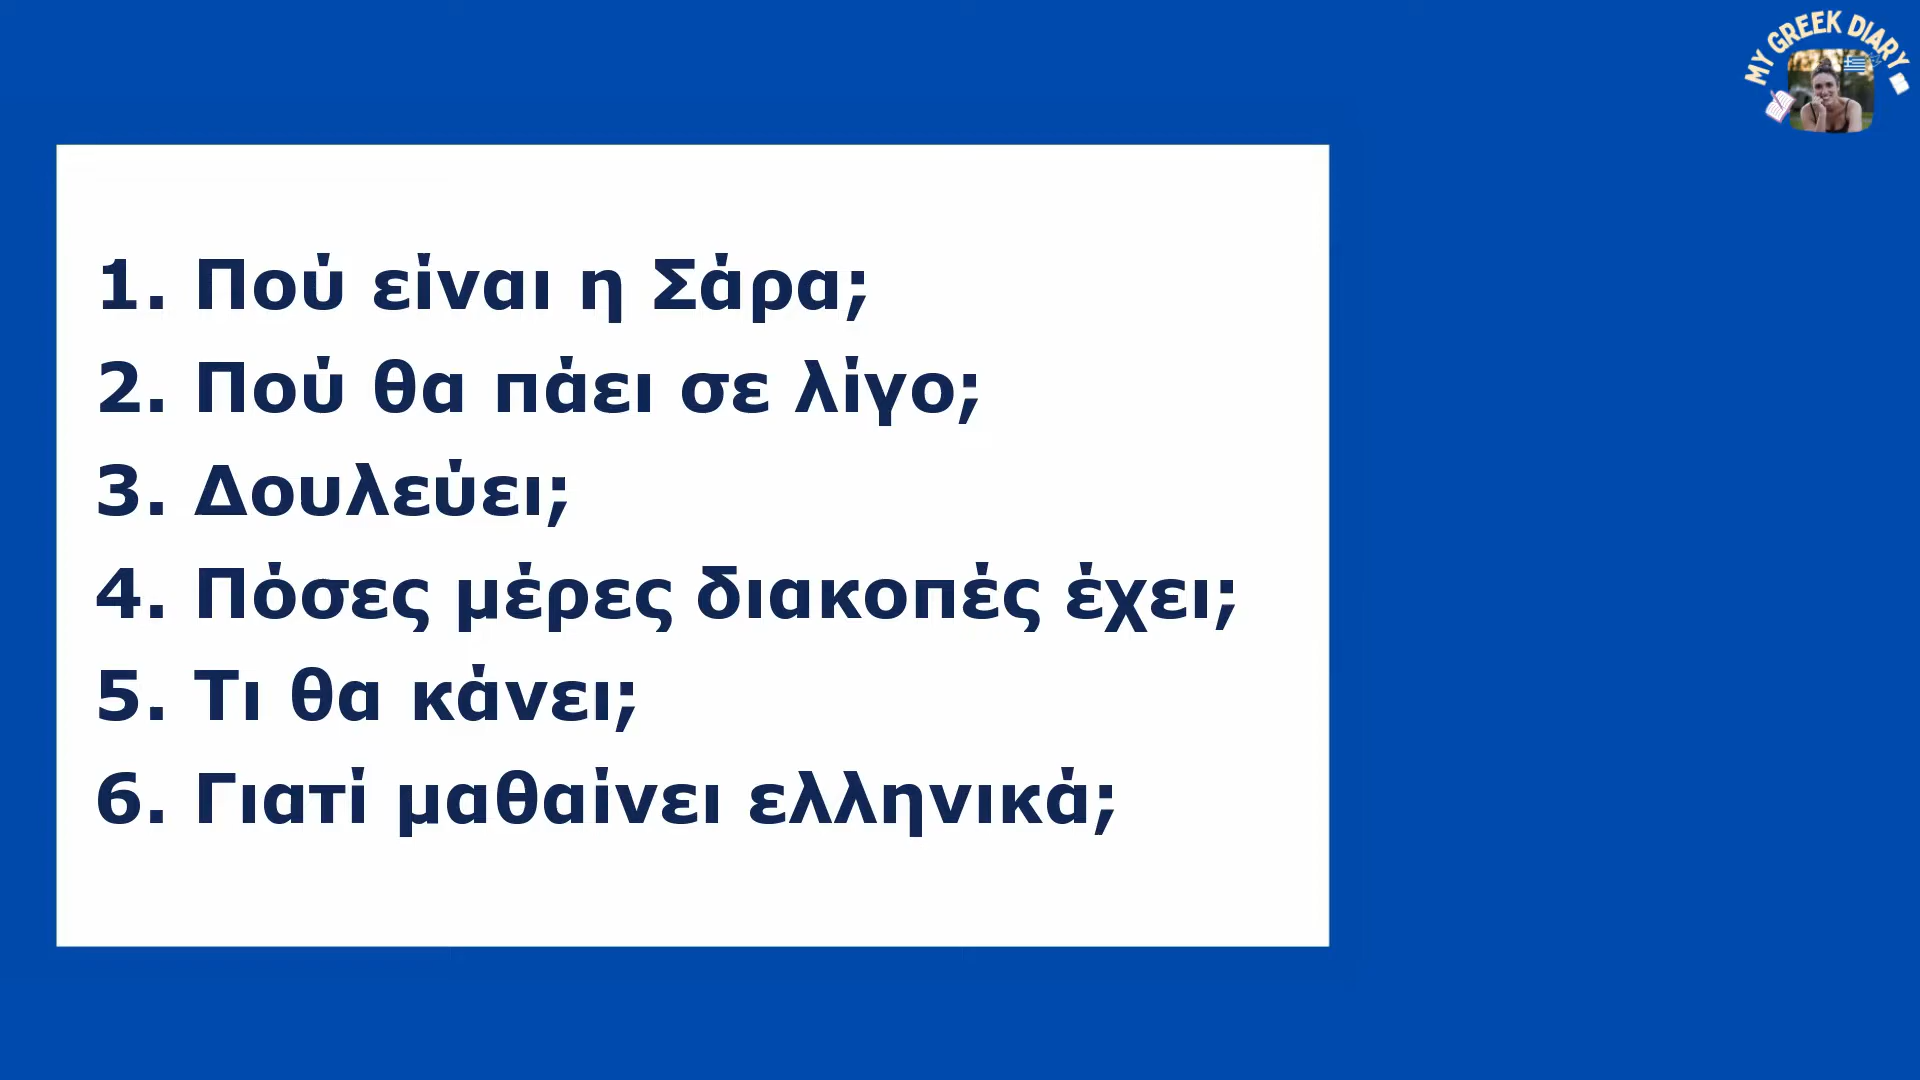 MY GREEK DIARY
1. Πού είναι η Σάρα;
2. Πού θα πάει σε λίγο;
3. Δουλεύει;
4. Πόσες μέρες διακοπές έχει;
5. Τι θα κάνει;
6. Γιατί μαθαίνει ελληνικά;